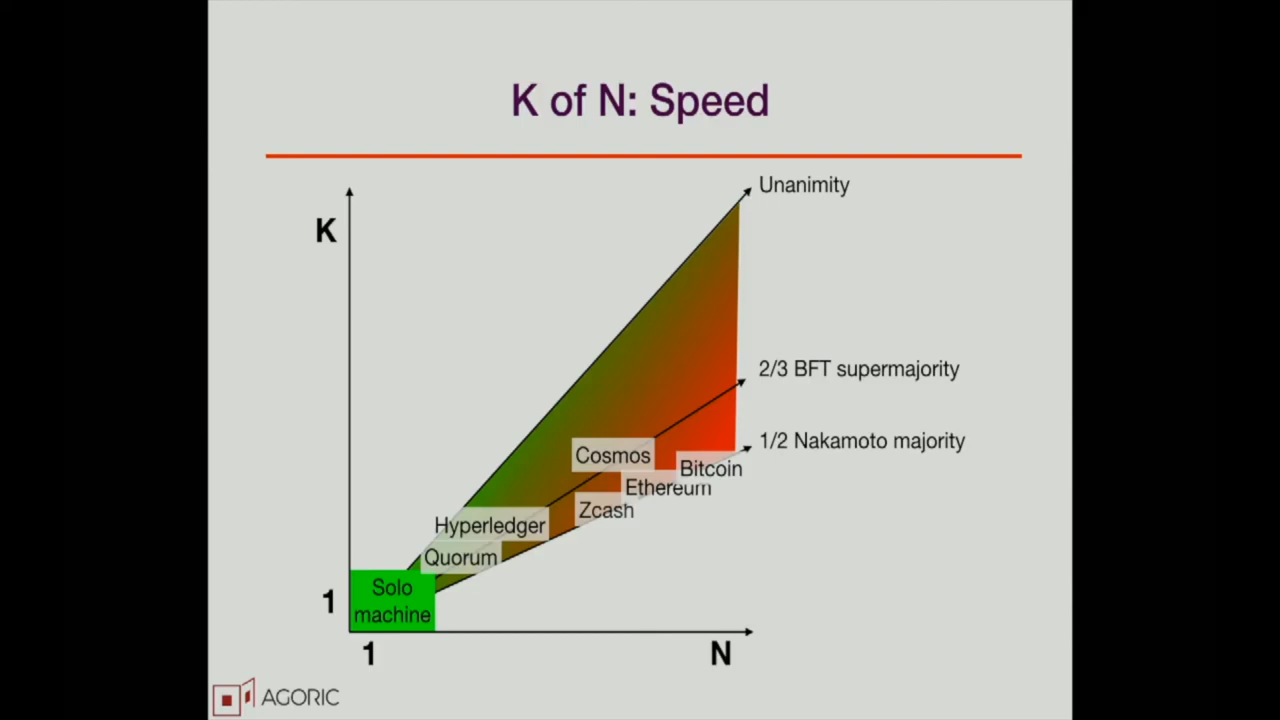 K of N: Speed
Unanimity
K
2/3 BFT supermajority
1/2 Nakamoto majority
Cosmos
Bitcoin
Ethereum
Zcash
Hyperledger
Quorum
Solo
machine
1
1
N
AGORIC